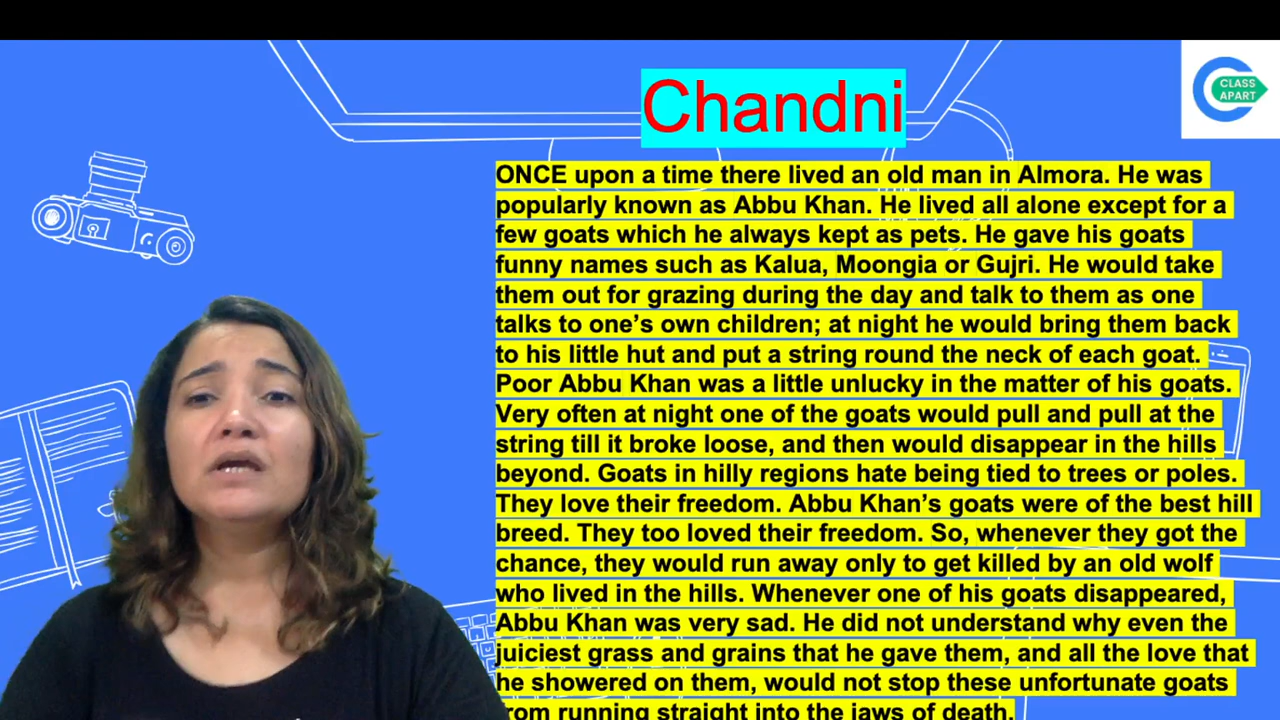 Chandni
CLASS
APART
ONCE upon a time there lived an old man in Almora. He was
popularly known as Abbu Khan. He lived all alone except for a
few goats which he always kept as pets. He gave his goats
funny names such as Kalua, Moongia or Gujri. He would take
them out for grazing during the day and talk to them as one
talks to one’s own children; at night he would bring them back
to his little hut and put a string round the neck of each goat.
Poor Abbu Khan was a little unlucky in the matter of his goats.
Very often at night one of the goats would pull and pull at the
string till it broke loose, and then would disappear in the hills
beyond. Goats in hilly regions hate being tied to trees or poles.
They love their freedom. Abbu Khan’s goats were of the best hill
breed. They too loved their freedom. So, whenever they got the
chance, they would run away only to get killed by an old wolf
who lived in the hills. Whenever one of his goats disappeared,
Abbu Khan was very sad. He did not understand why even the
juiciest grass and grains that he gave them, and all the love that
he showered on them, would not stop these unfortunate goats
from running straight into the jaws of death.